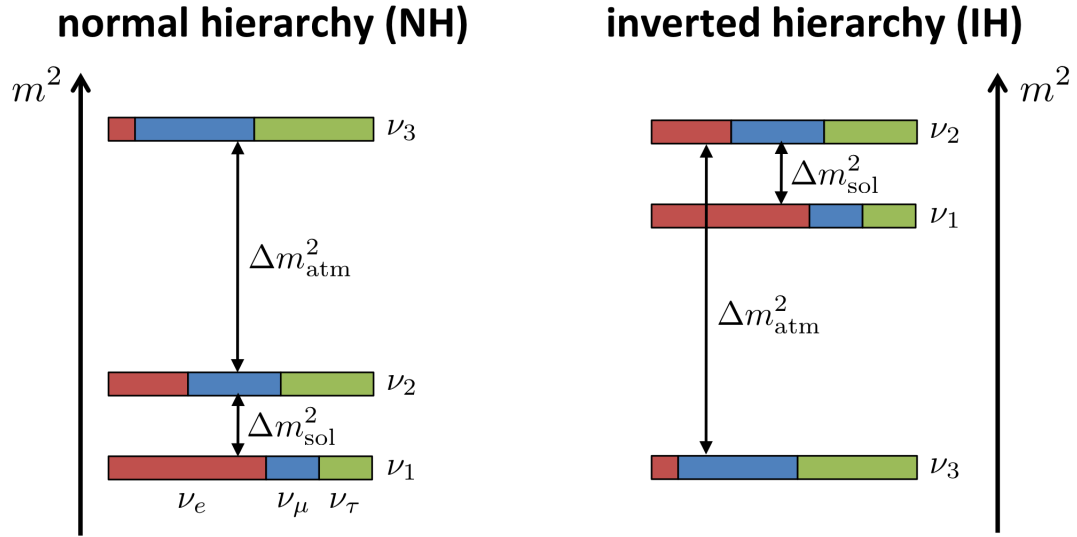 normal hierarchy (NH)
m²
ν₃
Δm²atm
ν₂
Δm²sol
ν₁
νₑ νμ ντ
inverted hierarchy (IH)
m²
ν₂
Δm²sol
ν₁
Δm²atm
ν₃